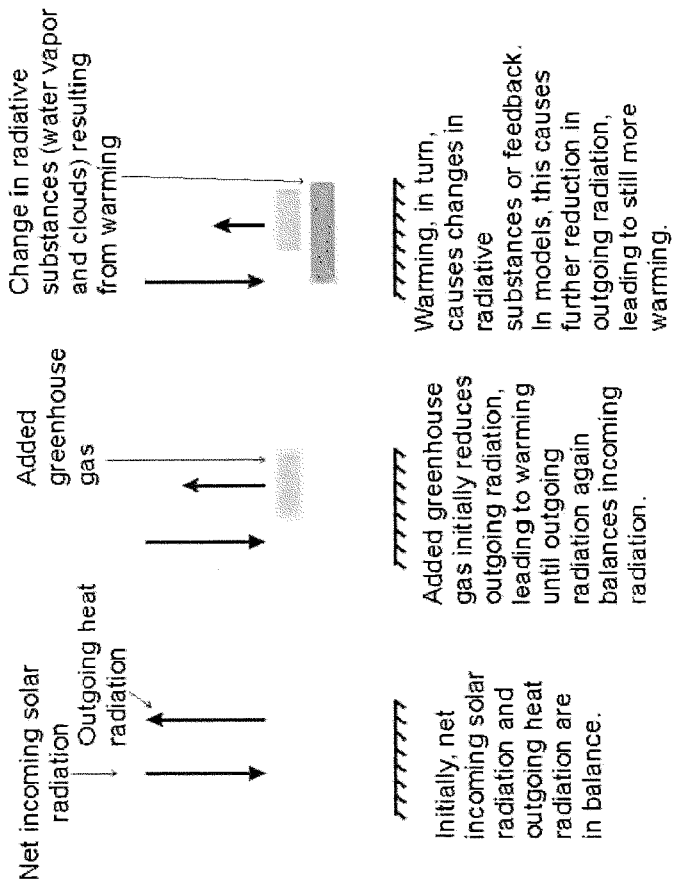 Net incoming solar
radiation
Outgoing heat
radiation
Initially, net
incoming solar
radiation and
outgoing heat
radiation are
in balance.
Added
greenhouse
gas
Added greenhouse
gas initially reduces
outgoing radiation,
leading to warming
until outgoing
radiation again
balances incoming
radiation.
Change in radiative
substances (water vapor
and clouds) resulting
from warming
Warming, in turn,
causes changes in
radiative
substances or feedback.
In models, this causes
further reduction in
outgoing radiation,
leading to still more
warming.